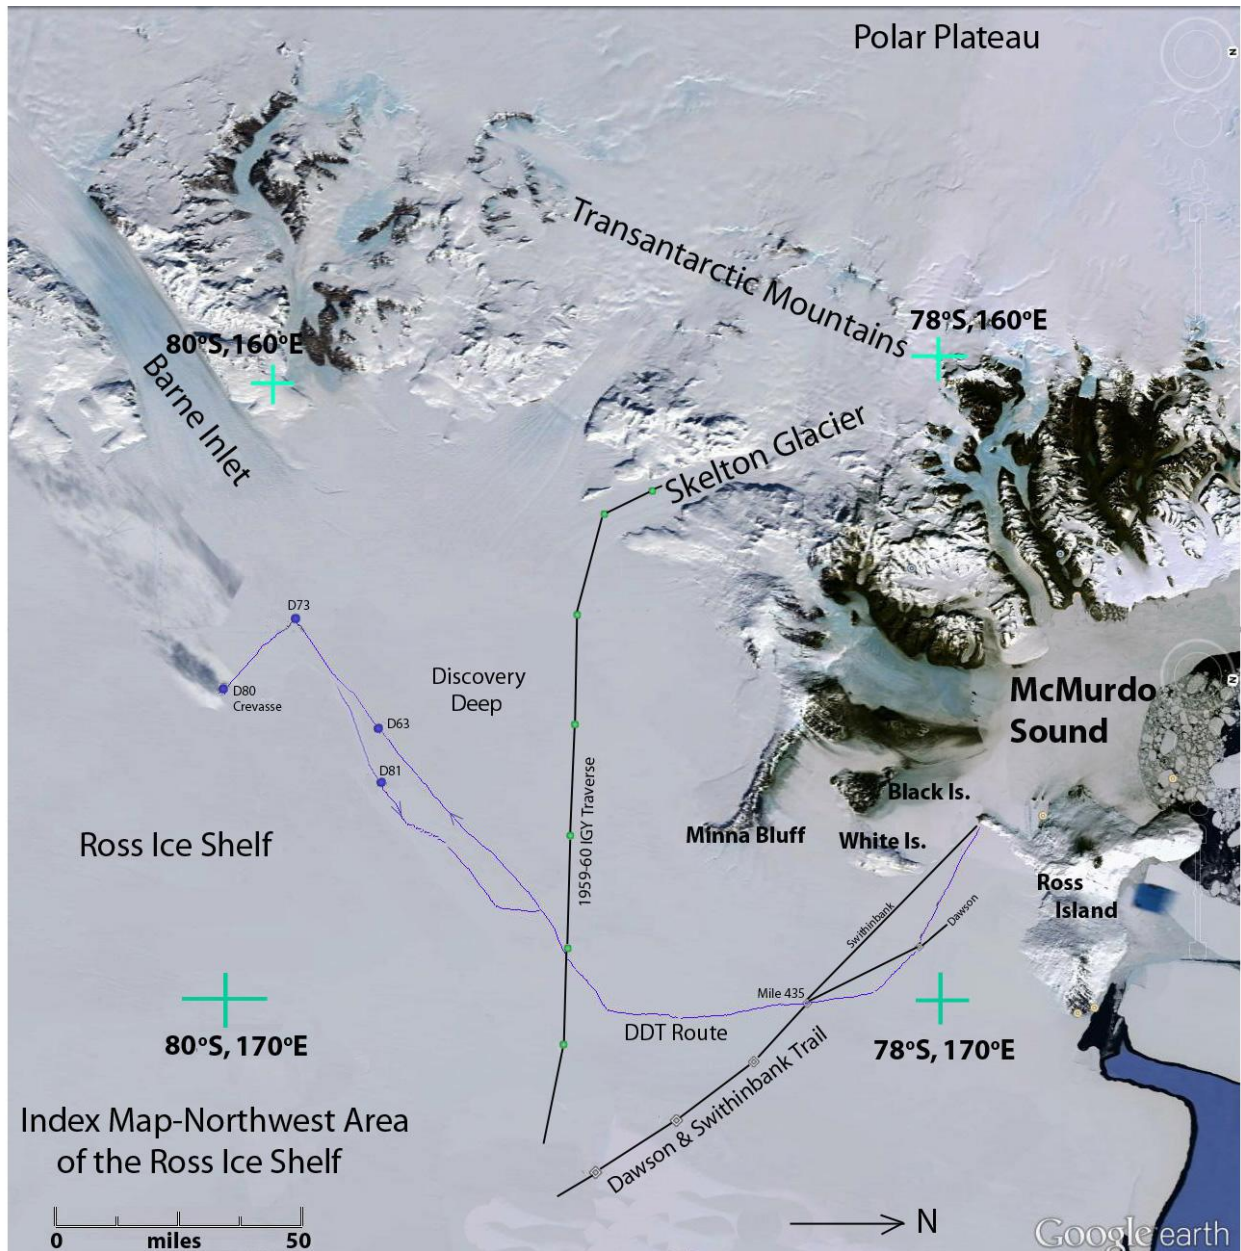 Polar Plateau
N
Transantarctic Mountains
80°S,160°E
78°S,160°E
Barne Inlet
Skelton Glacier
D73
Discovery
Deep
N
D80
Crevasse
D63
McMurdo
Sound
D81
Black Is.
Minna Bluff
White Is.
Ross Ice Shelf
1959-60 IGY Traverse
Ross
Island
Swithinbank
Dawson
Mile 435
DDT Route
80°S, 170°E
78°S, 170°E
Dawson & Swithinbank Trail
Index Map-Northwest Area
of the Ross Ice Shelf
0 miles 50
N
Google earth